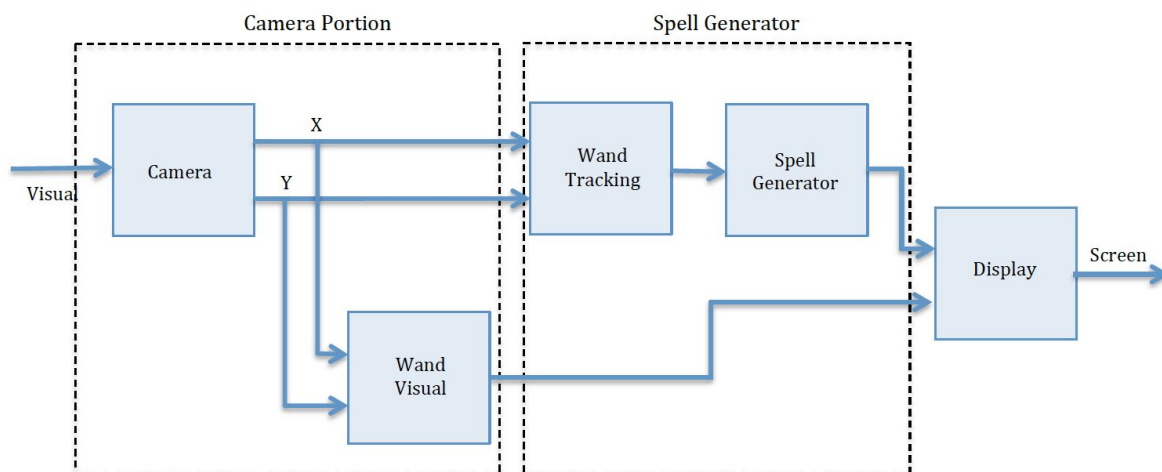 Camera Portion
Spell Generator
X
Camera
Visual
Y
Wand
Tracking
Spell
Generator
Display
Screen
Wand
Visual